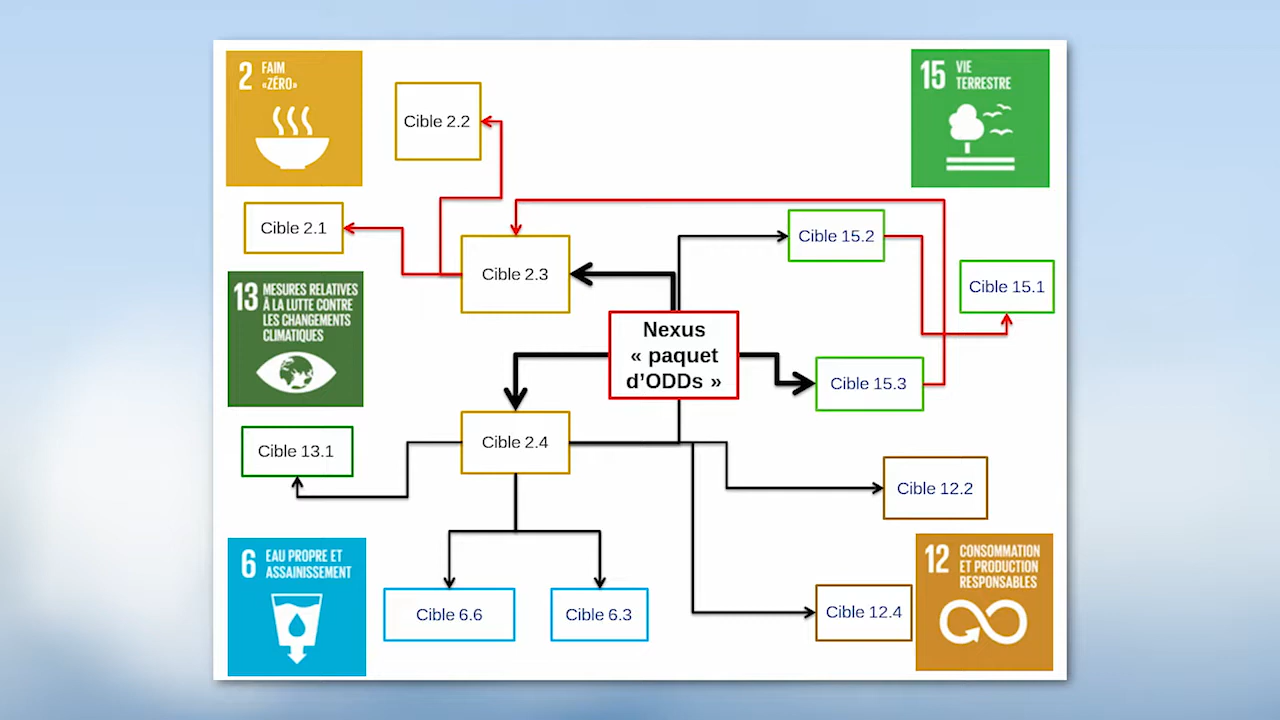 2 FAIM
«ZÉRO»
Cible 2.2
15 VIE
TERRESTRE
Cible 2.1
Cible 2.3
Cible 15.2
Cible 15.1
13 MESURES RELATIVES
À LA LUTTE CONTRE
LES CHANGEMENTS
CLIMATIQUES
Nexus
« paquet
d’ODDs »
Cible 15.3
Cible 13.1
Cible 2.4
Cible 12.2
6 EAU PROPRE ET
ASSAINISSEMENT
Cible 6.6
Cible 6.3
Cible 12.4
12 CONSOMMATION
ET PRODUCTION
RESPONSABLES